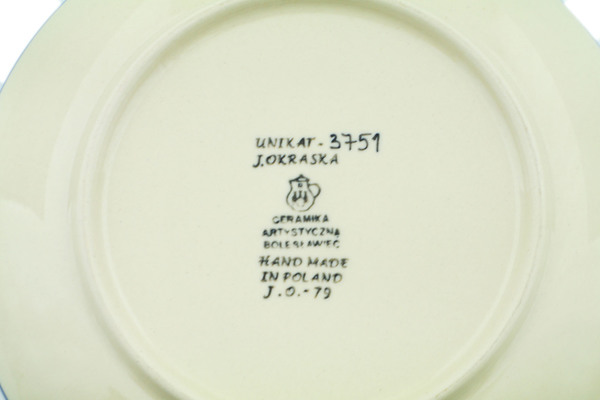 UNIKAT - 3751
J.OKRASKA
CERAMIKA
ARTYSTYCZNA
BOLESŁAWIEC
HAND MADE
IN POLAND
J.O.-79